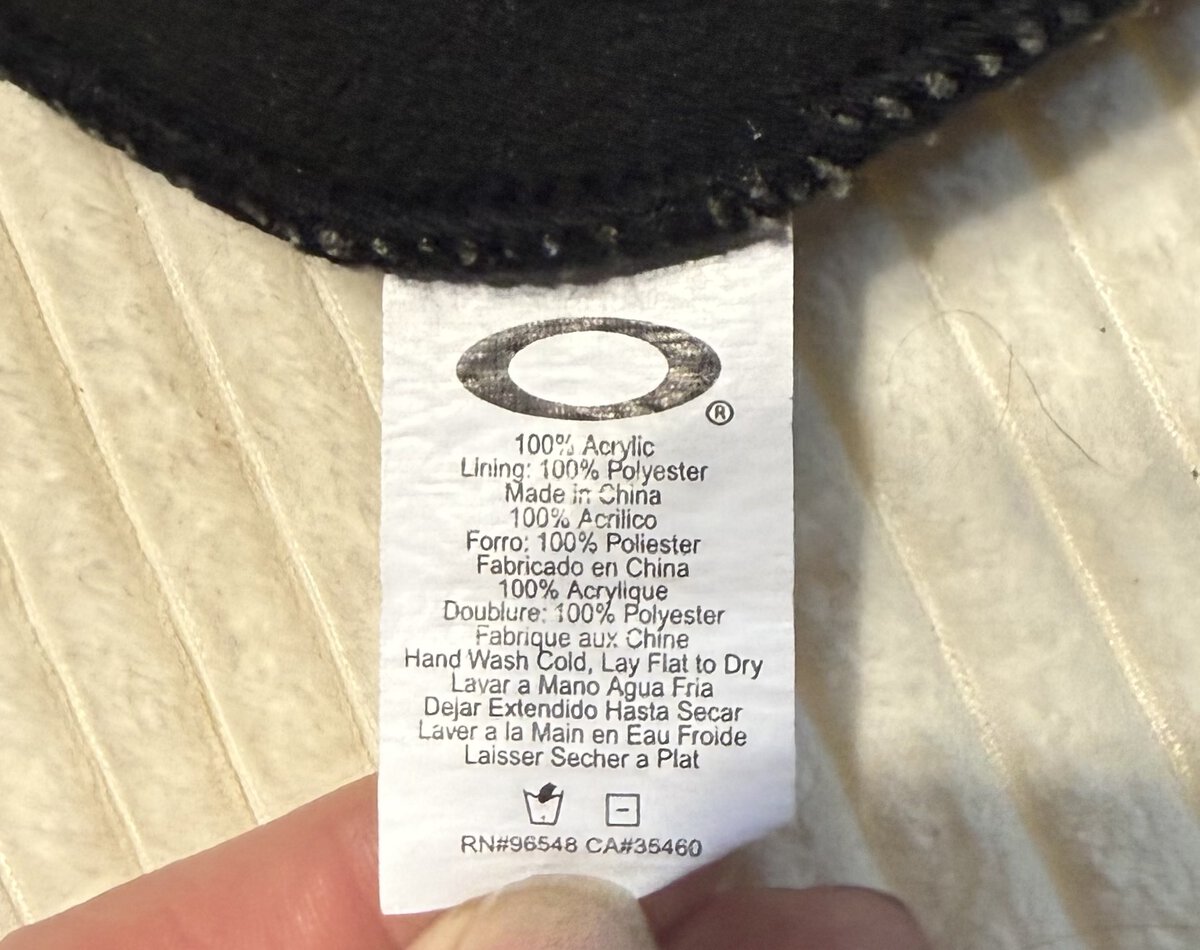 ®
100% Acrylic
Lining: 100% Polyester
Made in China
100% Acrilico
Forro: 100% Poliester
Fabricado en China
100% Acrylique
Doublure: 100% Polyester
Fabrique aux Chine
Hand Wash Cold, Lay Flat to Dry
Lavar a Mano Agua Fria
Dejar Extendido Hasta Secar
Laver a la Main en Eau Froide
Laisser Secher a Plat
RN#96548 CA#35460